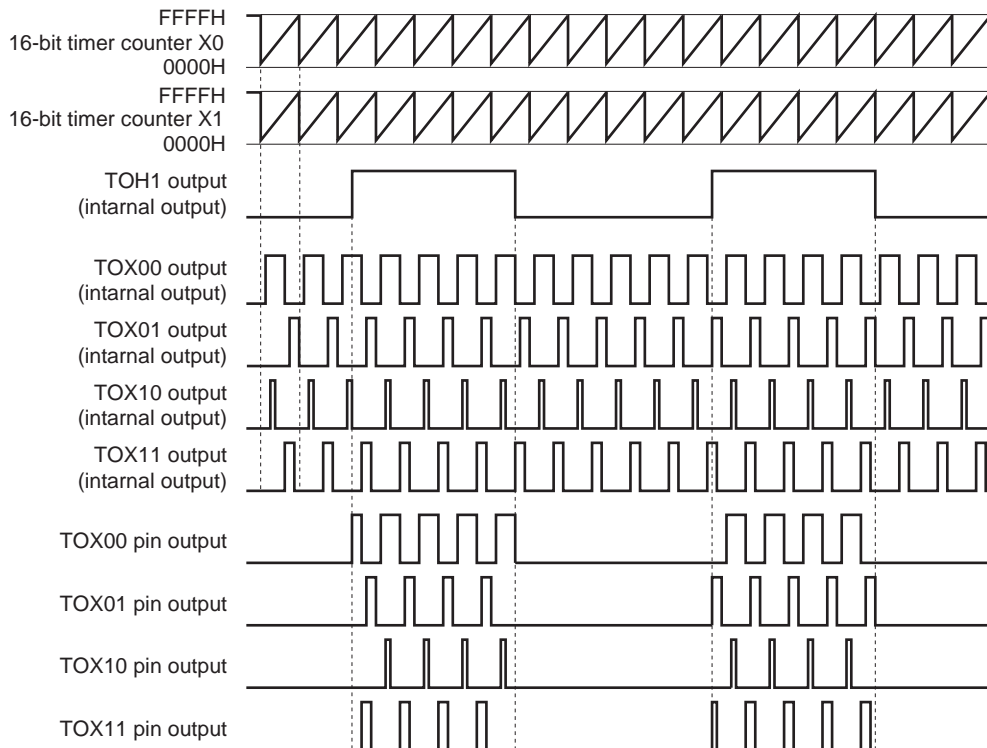 FFFFH
16-bit timer counter X0
0000H
FFFFH
16-bit timer counter X1
0000H
TOH1 output
(intarnal output)
TOX00 output
(intarnal output)
TOX01 output
(intarnal output)
TOX10 output
(intarnal output)
TOX11 output
(intarnal output)
TOX00 pin output
TOX01 pin output
TOX10 pin output
TOX11 pin output